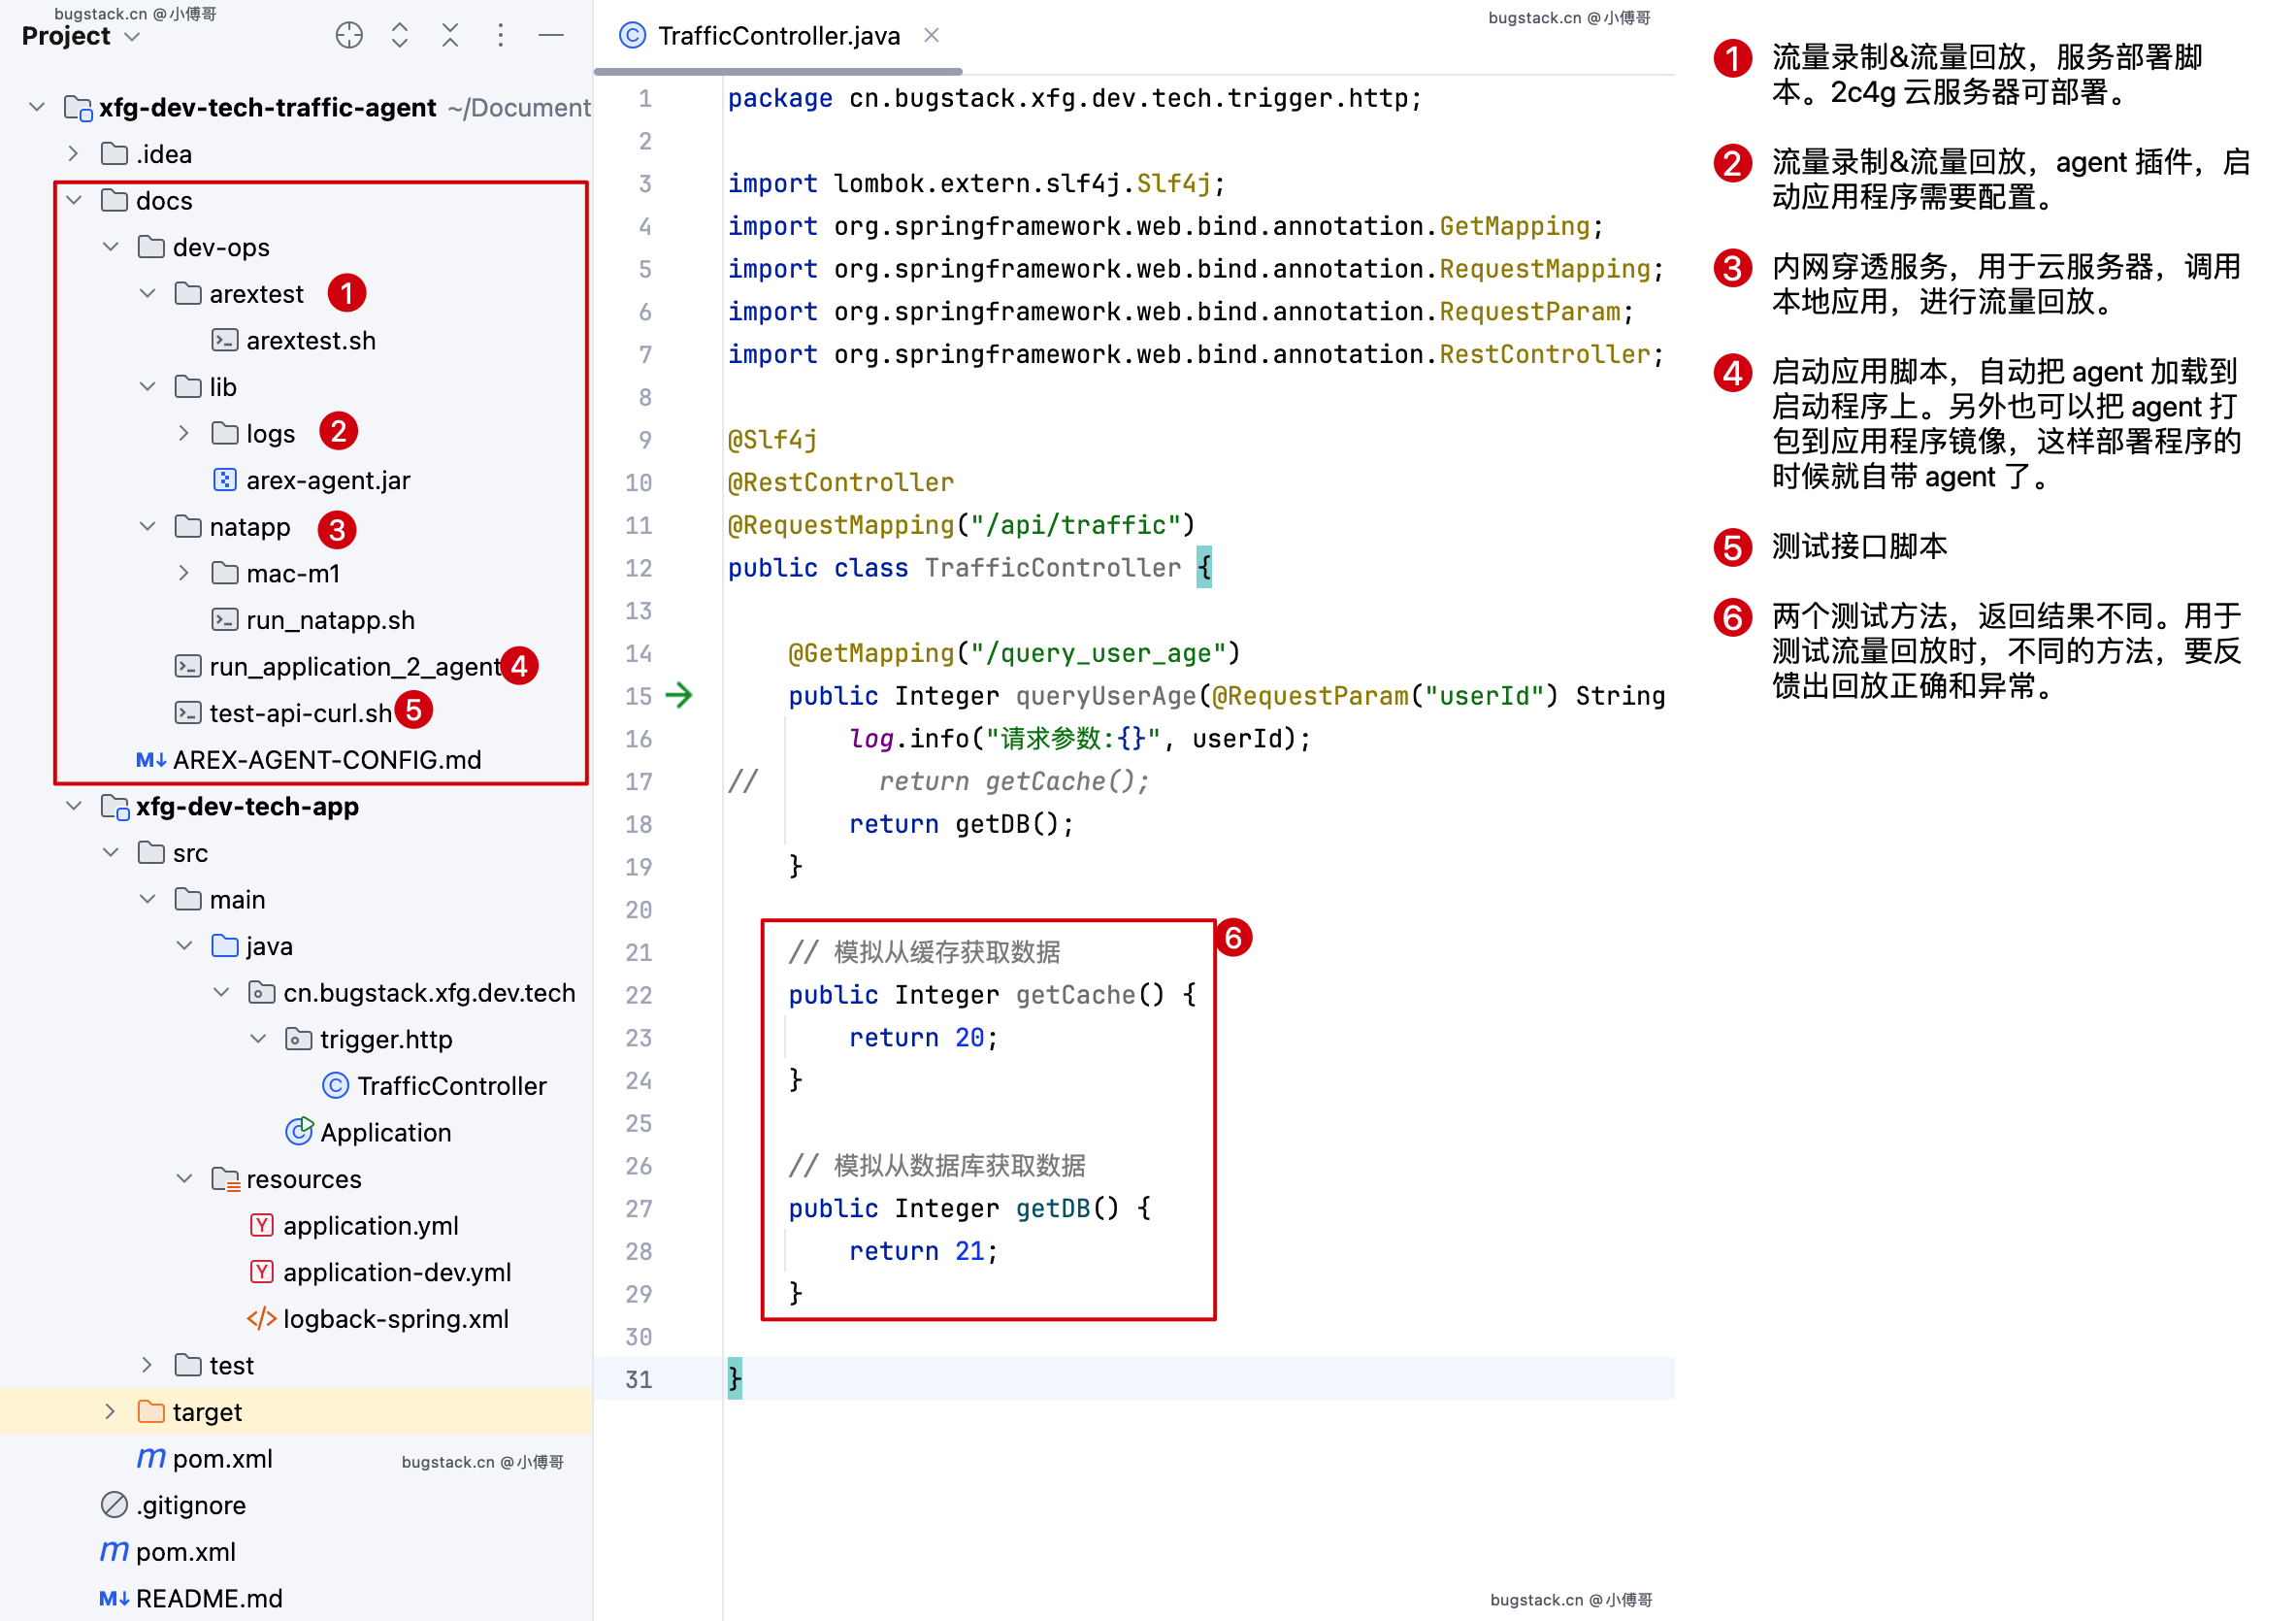 bugstack.cn @小傅哥
Project
xfg-dev-tech-traffic-agent ~/Document
.idea
docs
dev-ops
arextest 1
arextest.sh
lib
logs 2
arex-agent.jar
natapp 3
mac-m1
run_natapp.sh
run_application_2_agent 4
test-api-curl.sh 5
M↓ AREX-AGENT-CONFIG.md
xfg-dev-tech-app
src
main
java
cn.bugstack.xfg.dev.tech
trigger.http
C TrafficController
C Application
resources
Y application.yml
Y application-dev.yml
</> logback-spring.xml
test
target
m pom.xml
bugstack.cn @小傅哥
.gitignore
m pom.xml
M↓ README.md
C TrafficController.java
bugstack.cn @小傅哥
1 package cn.bugstack.xfg.dev.tech.trigger.http;
2
3 import lombok.extern.slf4j.Slf4j;
4 import org.springframework.web.bind.annotation.GetMapping;
5 import org.springframework.web.bind.annotation.RequestMapping;
6 import org.springframework.web.bind.annotation.RequestParam;
7 import org.springframework.web.bind.annotation.RestController;
8
9 @Slf4j
10 @RestController
11 @RequestMapping("/api/traffic")
12 public class TrafficController {
13
14 @GetMapping("/query_user_age")
15 public Integer queryUserAge(@RequestParam("userId") String
16 log.info("请求参数:{}", userId);
17 // return getCache();
18 return getDB();
19 }
20
21 // 模拟从缓存获取数据
6
22 public Integer getCache() {
23 return 20;
24 }
25
26 // 模拟从数据库获取数据
27 public Integer getDB() {
28 return 21;
29 }
30
31 }
bugstack.cn @小傅哥
1 流量录制&流量回放，服务部署脚
本。2c4g 云服务器可部署。
2 流量录制&流量回放，agent 插件，启
动应用程序需要配置。
3 内网穿透服务，用于云服务器，调用
本地应用，进行流量回放。
4 启动应用脚本，自动把 agent 加载到
启动程序上。另外也可以把 agent 打
包到应用程序镜像，这样部署程序的
时候就自带 agent 了。
5 测试接口脚本
6 两个测试方法，返回结果不同。用于
测试流量回放时，不同的方法，要反
馈出回放正确和异常。